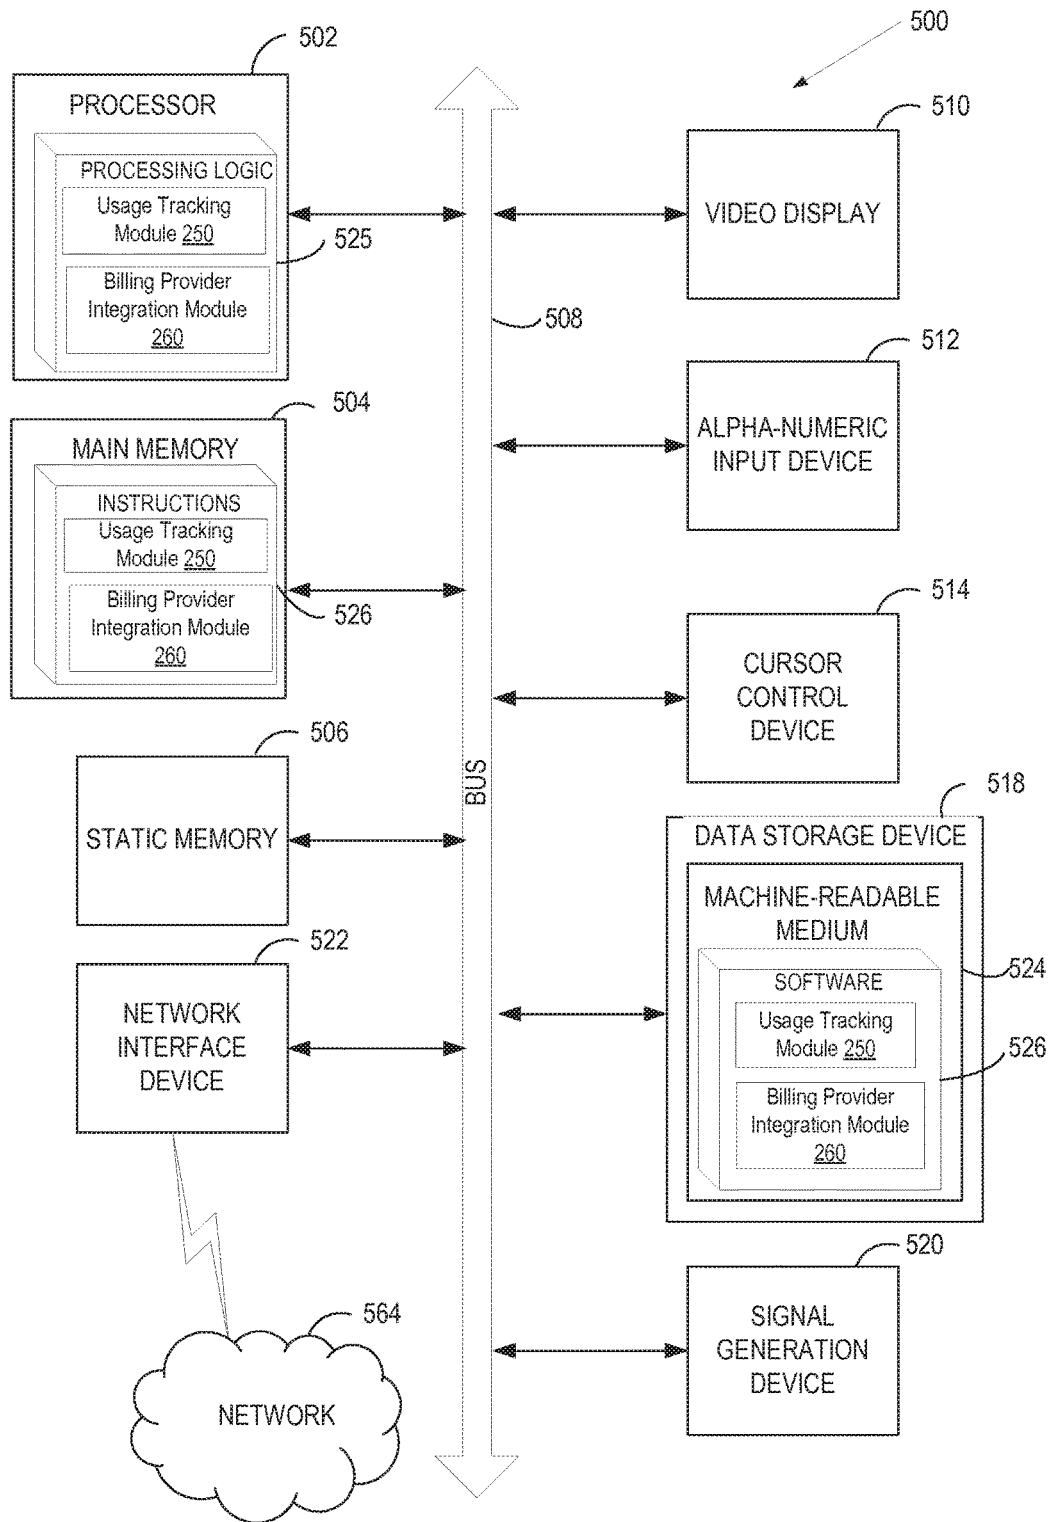 500
502
PROCESSOR
PROCESSING LOGIC
Usage Tracking
Module 250
525
Billing Provider
Integration Module
260
504
MAIN MEMORY
INSTRUCTIONS
Usage Tracking
Module 250
Billing Provider
Integration Module
260
526
506
STATIC MEMORY
522
NETWORK
INTERFACE
DEVICE
564
NETWORK
508
BUS
510
VIDEO DISPLAY
512
ALPHA-NUMERIC
INPUT DEVICE
514
CURSOR
CONTROL
DEVICE
518
DATA STORAGE DEVICE
MACHINE-READABLE
MEDIUM
524
SOFTWARE
Usage Tracking
Module 250
526
Billing Provider
Integration Module
260
520
SIGNAL
GENERATION
DEVICE